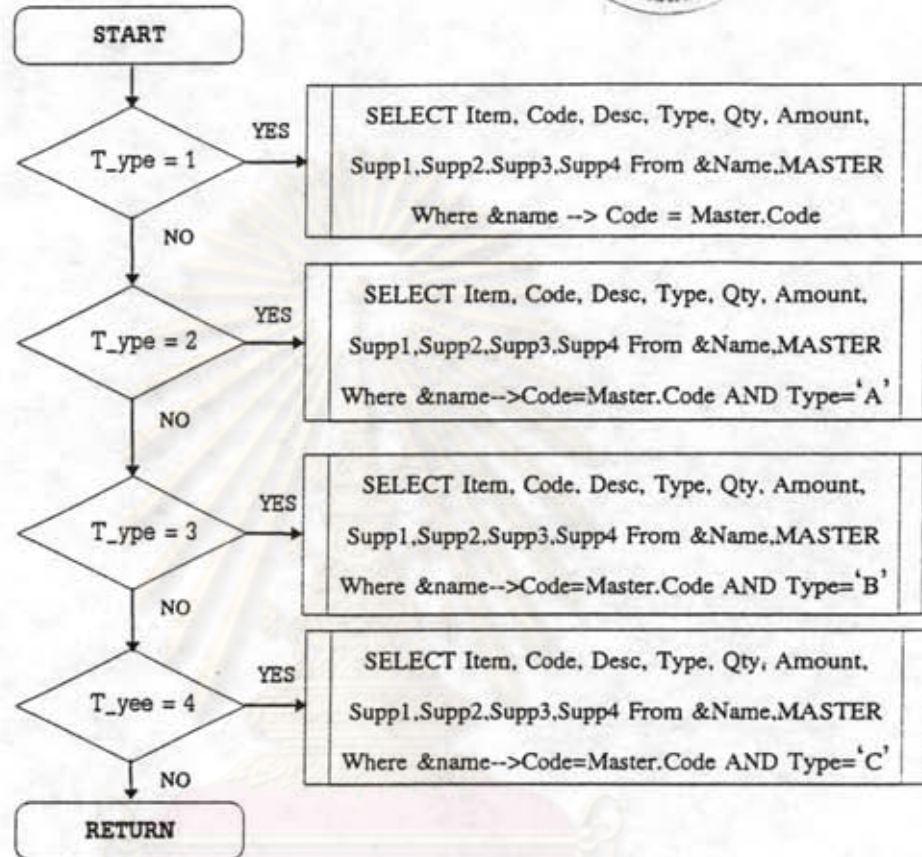 START
T_ype = 1
YES
SELECT Item, Code, Desc, Type, Qty, Amount,
Supp1,Supp2,Supp3,Supp4 From &Name,MASTER
Where &name --> Code = Master.Code
NO
T_ype = 2
YES
SELECT Item, Code, Desc, Type, Qty, Amount,
Supp1,Supp2,Supp3,Supp4 From &Name,MASTER
Where &name-->Code=Master.Code AND Type='A'
NO
T_ype = 3
YES
SELECT Item, Code, Desc, Type, Qty, Amount,
Supp1,Supp2,Supp3,Supp4 From &Name,MASTER
Where &name-->Code=Master.Code AND Type='B'
NO
T_yee = 4
YES
SELECT Item, Code, Desc, Type, Qty, Amount,
Supp1,Supp2,Supp3,Supp4 From &Name,MASTER
Where &name-->Code=Master.Code AND Type='C'
NO
RETURN